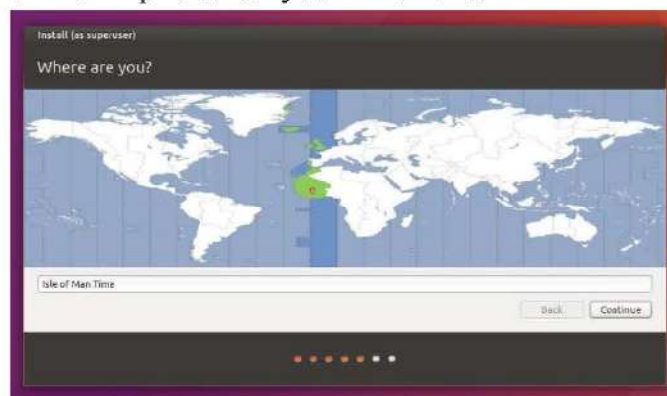 Install (as superuser)
Where are you?
Isle of Man Time
Back
Continue